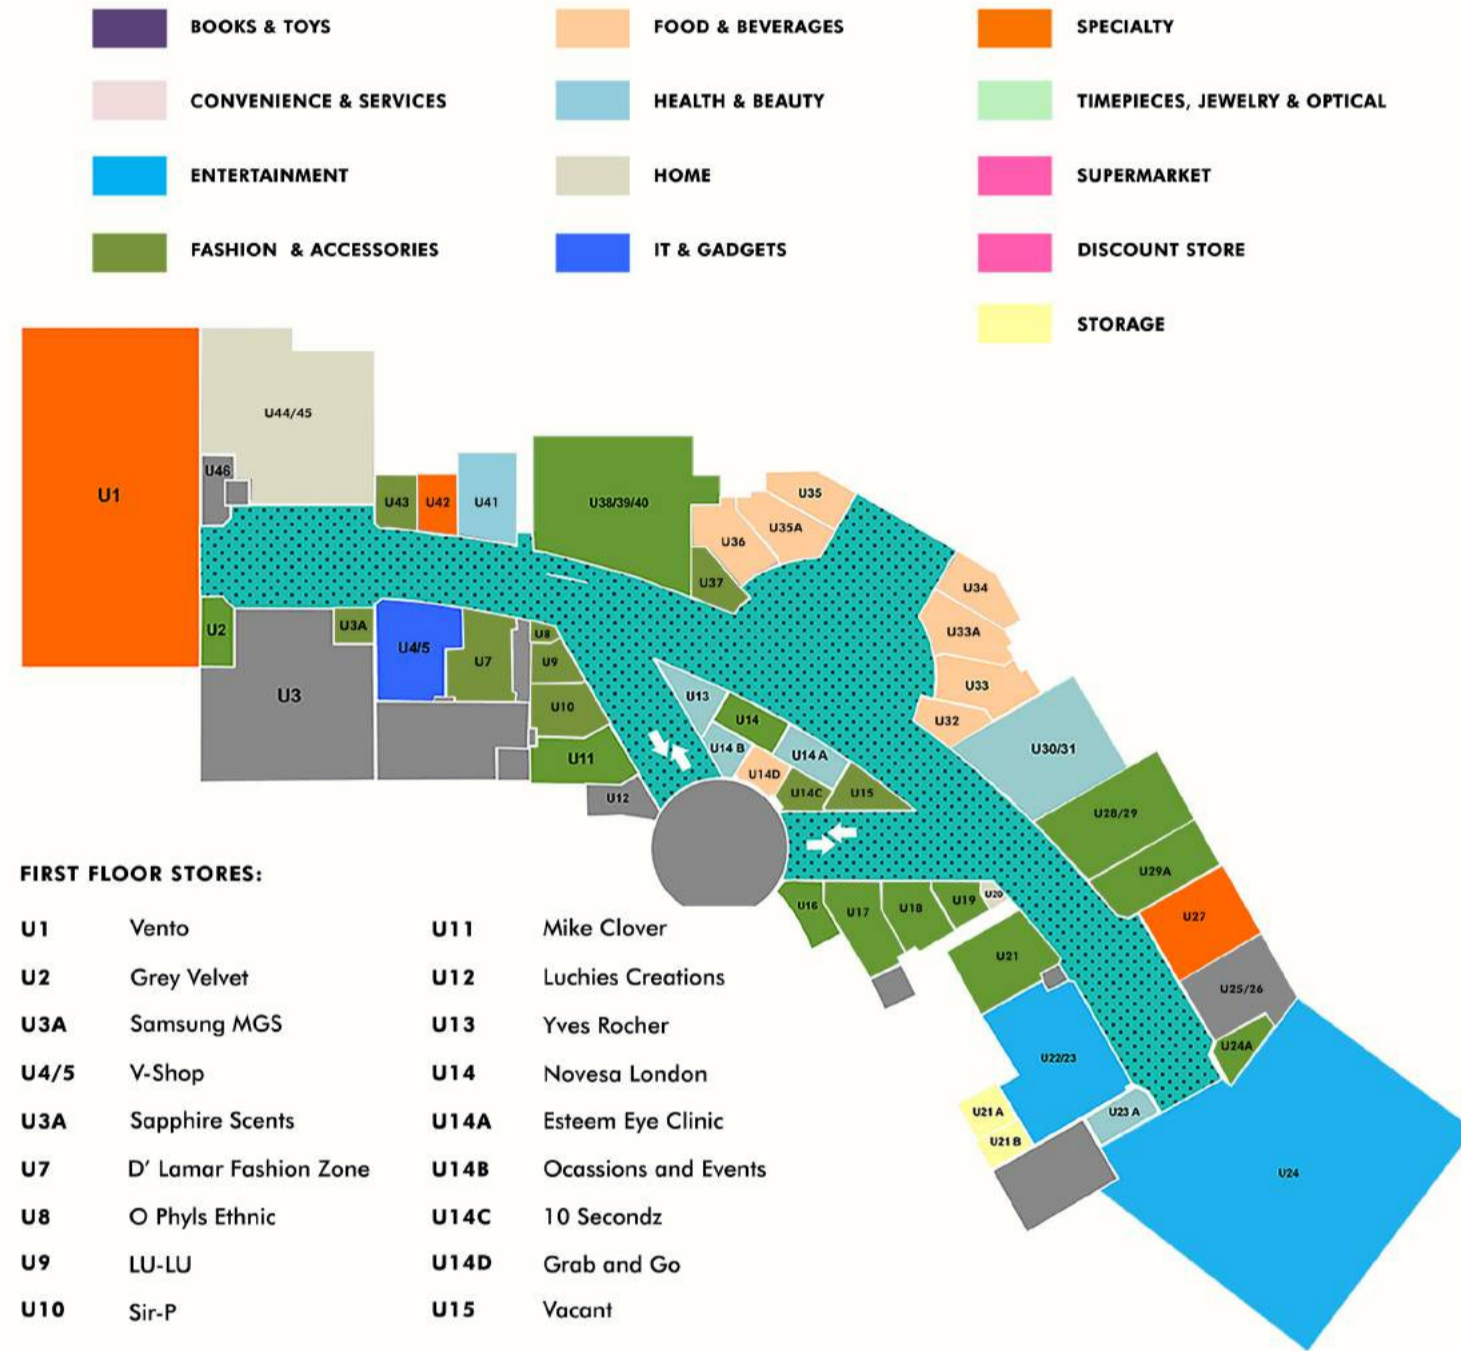 BOOKS & TOYS
FOOD & BEVERAGES
SPECIALTY
CONVENIENCE & SERVICES
HEALTH & BEAUTY
TIMEPIECES, JEWELRY & OPTICAL
ENTERTAINMENT
HOME
SUPERMARKET
FASHION & ACCESSORIES
IT & GADGETS
DISCOUNT STORE
STORAGE
U1
U44/45
U46
U43
U42
U41
U38/39/40
U35
U35A
U36
U37
U34
U33A
U33
U32
U30/31
U2
U3A
U3
U4/5
U7
U8
U9
U10
U11
U12
U13
U14
U14 B
U14 A
U14D
U14C
U15
U28/29
U29A
U27
U25/26
U24A
U16
U17
U18
U19
U20
U21
U22/23
U21 A
U21 B
U23 A
U24
FIRST FLOOR STORES:
U1 Vento
U2 Grey Velvet
U3A Samsung MGS
U4/5 V-Shop
U3A Sapphire Scents
U7 D’ Lamar Fashion Zone
U8 O Phyls Ethnic
U9 LU-LU
U10 Sir-P
U11 Mike Clover
U12 Luchies Creations
U13 Yves Rocher
U14 Novesa London
U14A Esteem Eye Clinic
U14B Ocassions and Events
U14C 10 Secondz
U14D Grab and Go
U15 Vacant